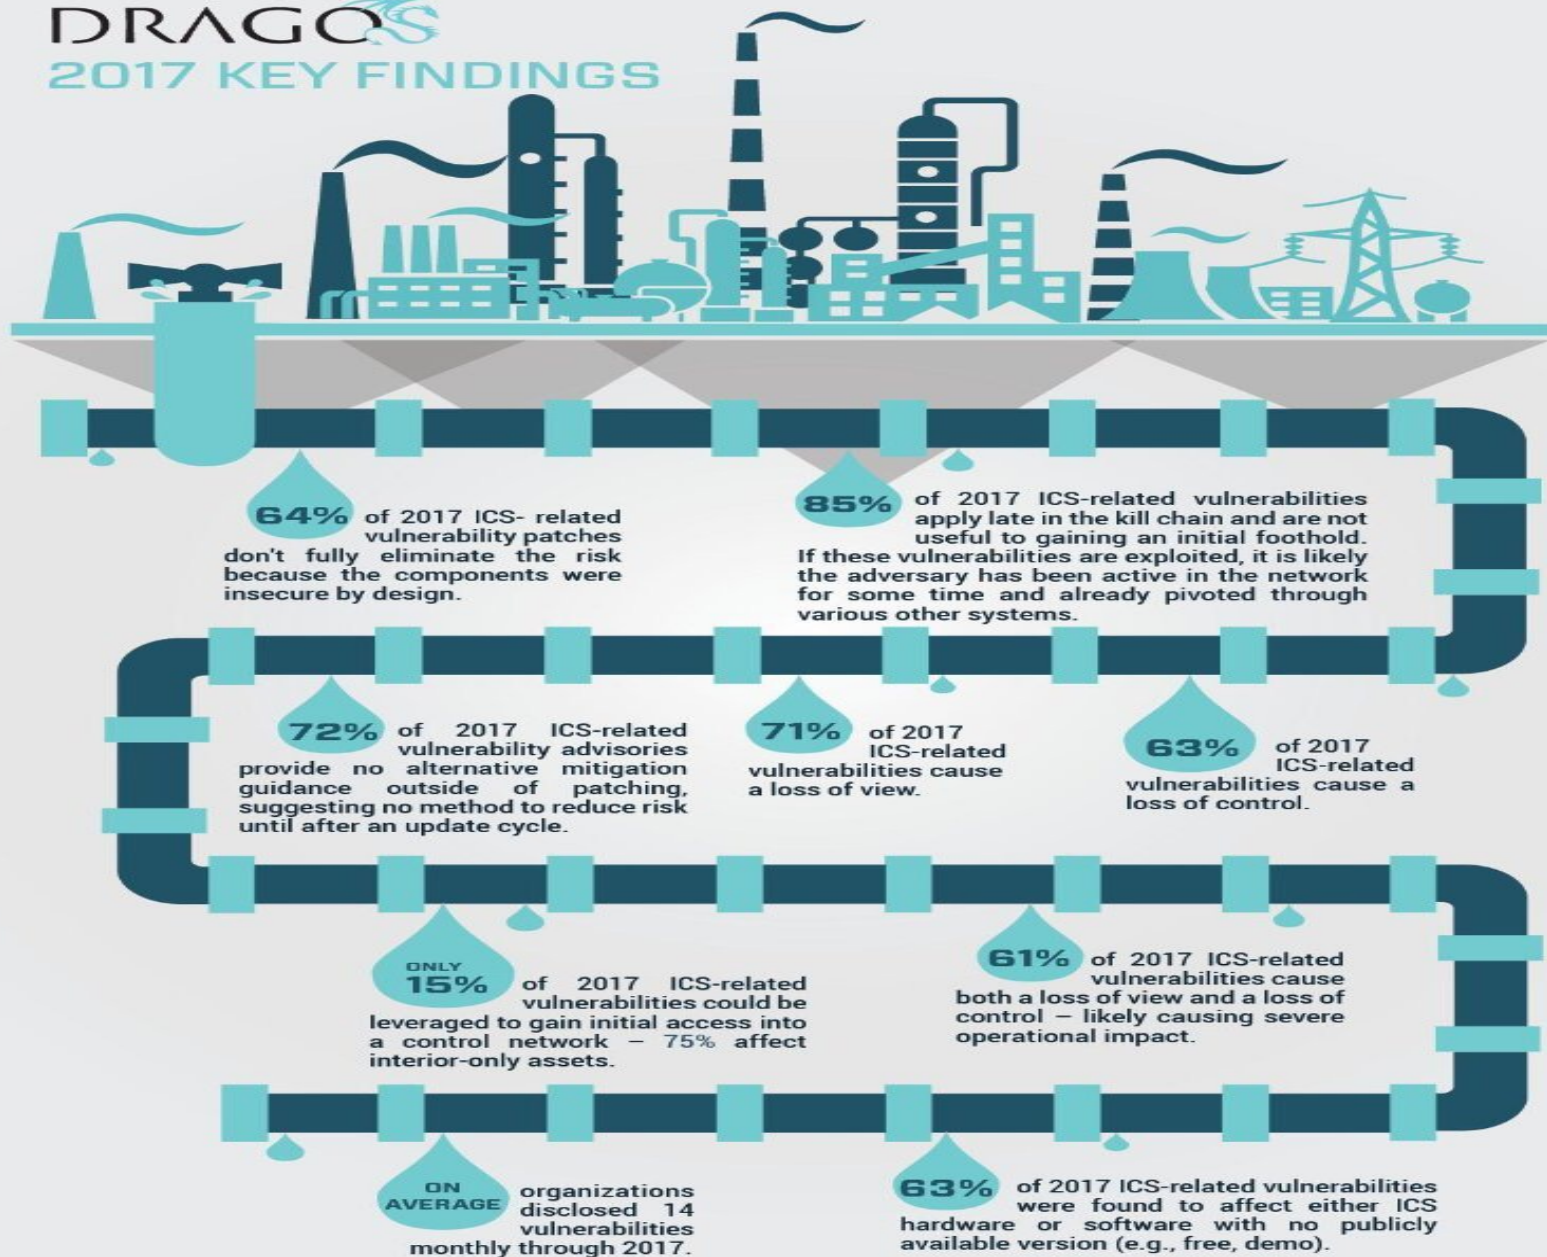 DRAGOS
2017 KEY FINDINGS
64% of 2017 ICS- related
vulnerability patches
don't fully eliminate the risk
because the components were
insecure by design.
85% of 2017 ICS-related vulnerabilities
apply late in the kill chain and are not
useful to gaining an initial foothold.
If these vulnerabilities are exploited, it is likely
the adversary has been active in the network
for some time and already pivoted through
various other systems.
72% of 2017 ICS-related
vulnerability advisories
provide no alternative mitigation
guidance outside of patching,
suggesting no method to reduce risk
until after an update cycle.
71% of 2017
ICS-related
vulnerabilities cause
a loss of view.
63% of 2017
ICS-related
vulnerabilities cause a
loss of control.
ONLY
15% of 2017 ICS-related
vulnerabilities could be
leveraged to gain initial access into
a control network – 75% affect
interior-only assets.
61% of 2017 ICS-related
vulnerabilities cause
both a loss of view and a loss of
control – likely causing severe
operational impact.
ON
AVERAGE organizations
disclosed 14
vulnerabilities
monthly through 2017.
63% of 2017 ICS-related vulnerabilities
were found to affect either ICS
hardware or software with no publicly
available version (e.g., free, demo).